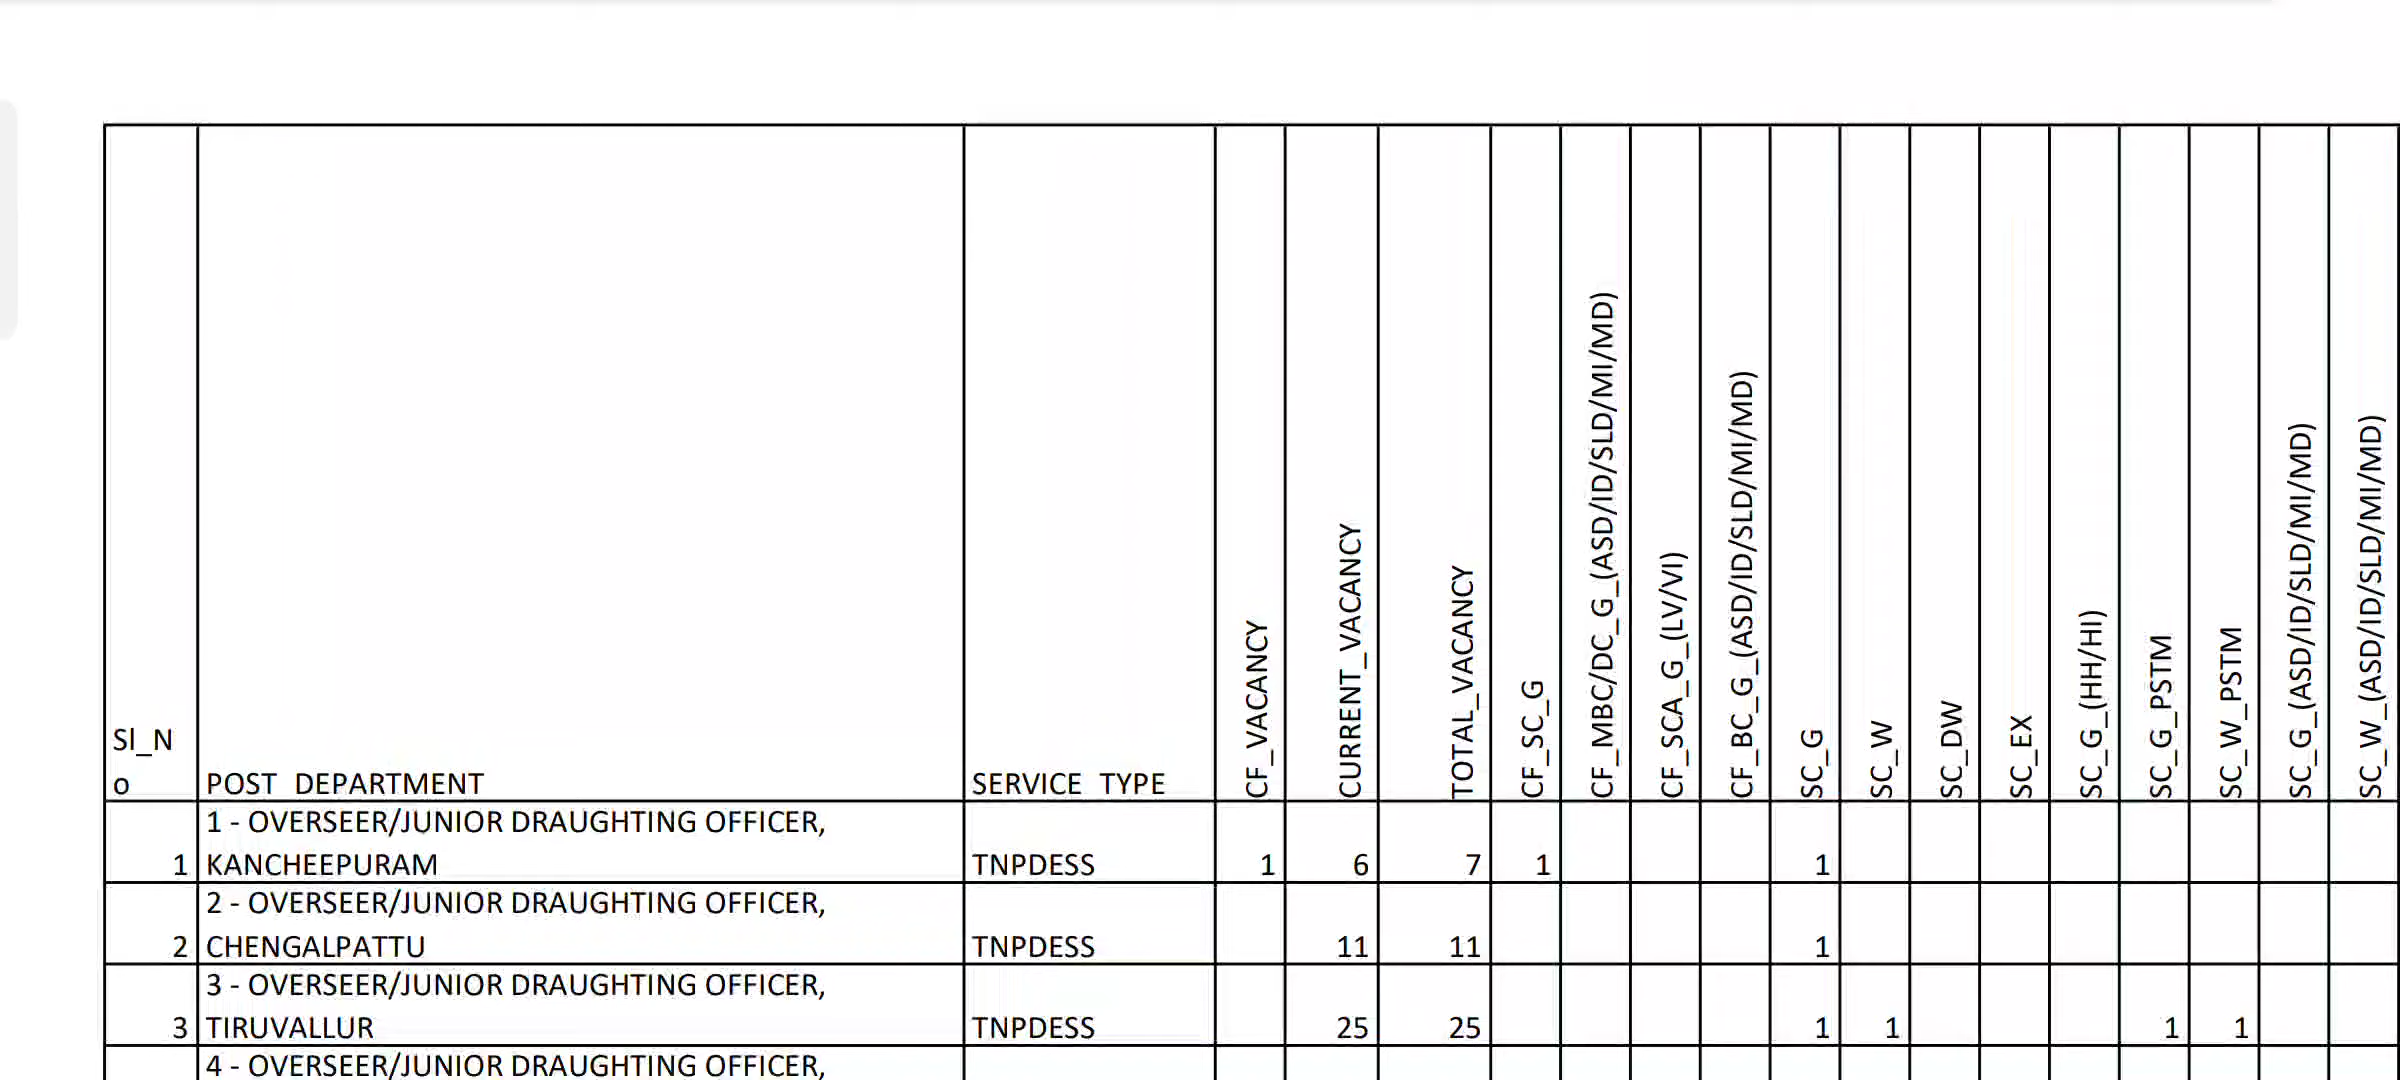 Sl_N
o
POST_DEPARTMENT
SERVICE_TYPE
CF_VACANCY
CURRENT_VACANCY
TOTAL_VACANCY
CF_SC_G
CF_MBC/DC_G_(ASD/ID/SLD/MI/MD)
CF_SCA_G_(LV/VI)
CF_BC_G_(ASD/ID/SLD/MI/MD)
SC_G
SC_W
SC_DW
SC_EX
SC_G_(HH/HI)
SC_G_PSTM
SC_W_PSTM
SC_G_(ASD/ID/SLD/MI/MD)
SC_W_(ASD/ID/SLD/MI/MD)
1 - OVERSEER/JUNIOR DRAUGHTING OFFICER,
1 KANCHEEPURAM TNPDESS 1 6 7 1 1
2 - OVERSEER/JUNIOR DRAUGHTING OFFICER,
2 CHENGALPATTU TNPDESS 11 11 1
3 - OVERSEER/JUNIOR DRAUGHTING OFFICER,
3 TIRUVALLUR TNPDESS 25 25 1 1 1 1
4 - OVERSEER/JUNIOR DRAUGHTING OFFICER,